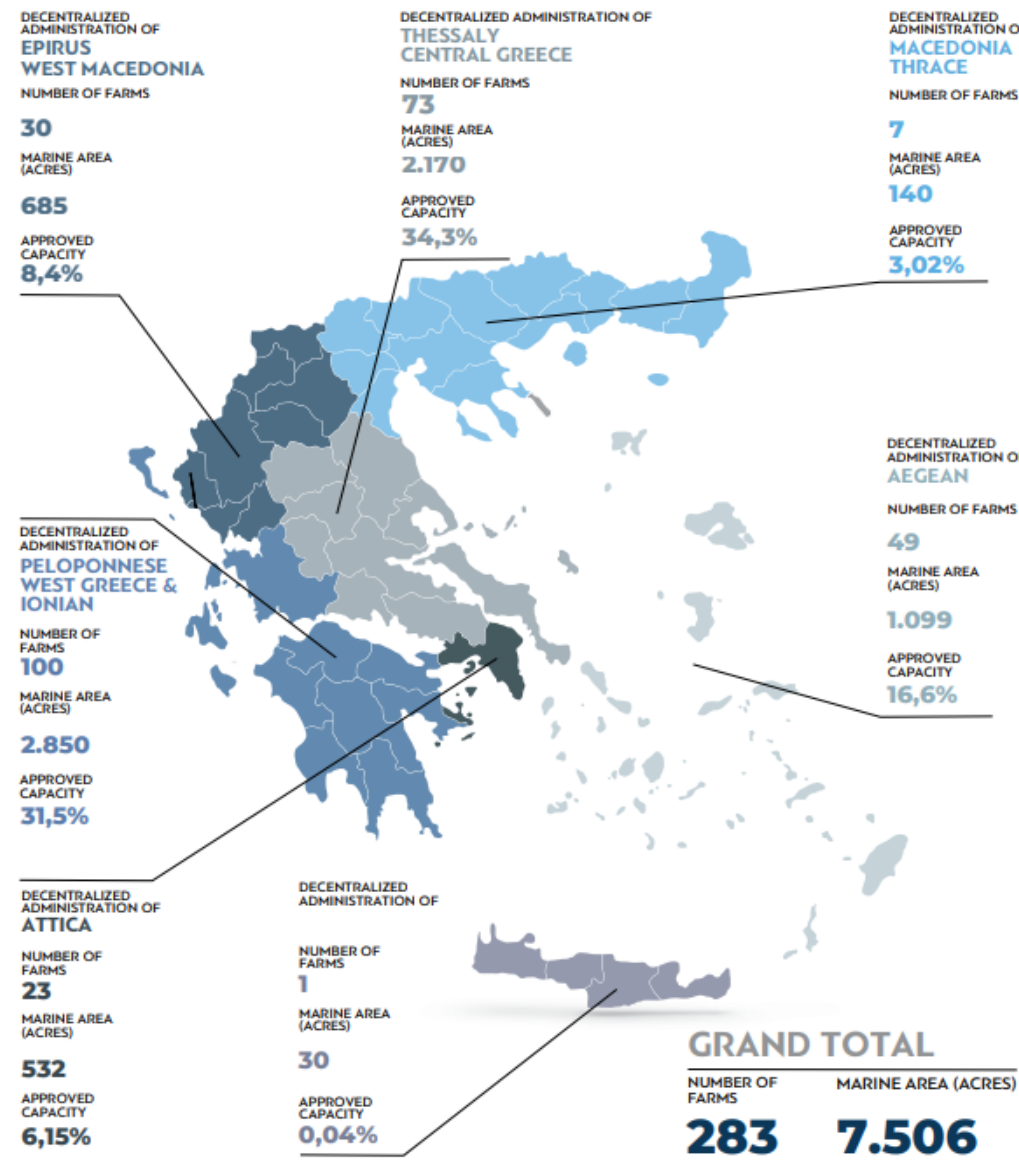 DECENTRALIZED
ADMINISTRATION OF
EPIRUS
WEST MACEDONIA
NUMBER OF FARMS
30
MARINE AREA
(ACRES)
685
APPROVED
CAPACITY
8,4%
DECENTRALIZED ADMINISTRATION OF
THESSALY
CENTRAL GREECE
NUMBER OF FARMS
73
MARINE AREA
(ACRES)
2.170
APPROVED
CAPACITY
34,3%
DECENTRALIZED
ADMINISTRATION O
MACEDONIA
THRACE
NUMBER OF FARMS
7
MARINE AREA
(ACRES)
140
APPROVED
CAPACITY
3,02%
DECENTRALIZED
ADMINISTRATION O
AEGEAN
NUMBER OF FARMS
49
MARINE AREA
(ACRES)
1.099
APPROVED
CAPACITY
16,6%
DECENTRALIZED
ADMINISTRATION OF
PELOPONNESE
WEST GREECE &
IONIAN
NUMBER OF
FARMS
100
MARINE AREA
(ACRES)
2.850
APPROVED
CAPACITY
31,5%
DECENTRALIZED
ADMINISTRATION OF
ATTICA
NUMBER OF
FARMS
23
MARINE AREA
(ACRES)
532
APPROVED
CAPACITY
6,15%
DECENTRALIZED
ADMINISTRATION OF
NUMBER OF
FARMS
1
MARINE AREA
(ACRES)
30
APPROVED
CAPACITY
0,04%
GRAND TOTAL
NUMBER OF
FARMS
283
MARINE AREA (ACRES)
7.506